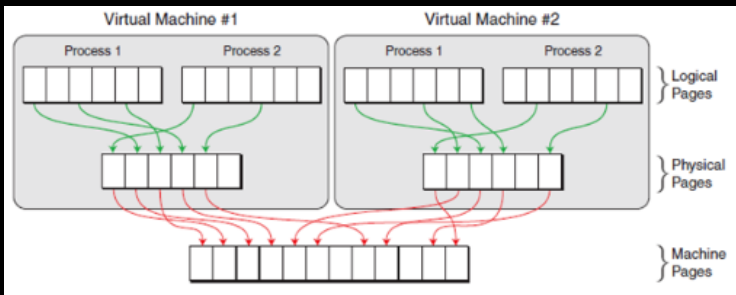 Virtual Machine #1
Virtual Machine #2
Process 1
Process 2
Process 1
Process 2
Logical
Pages
Physical
Pages
Machine
Pages